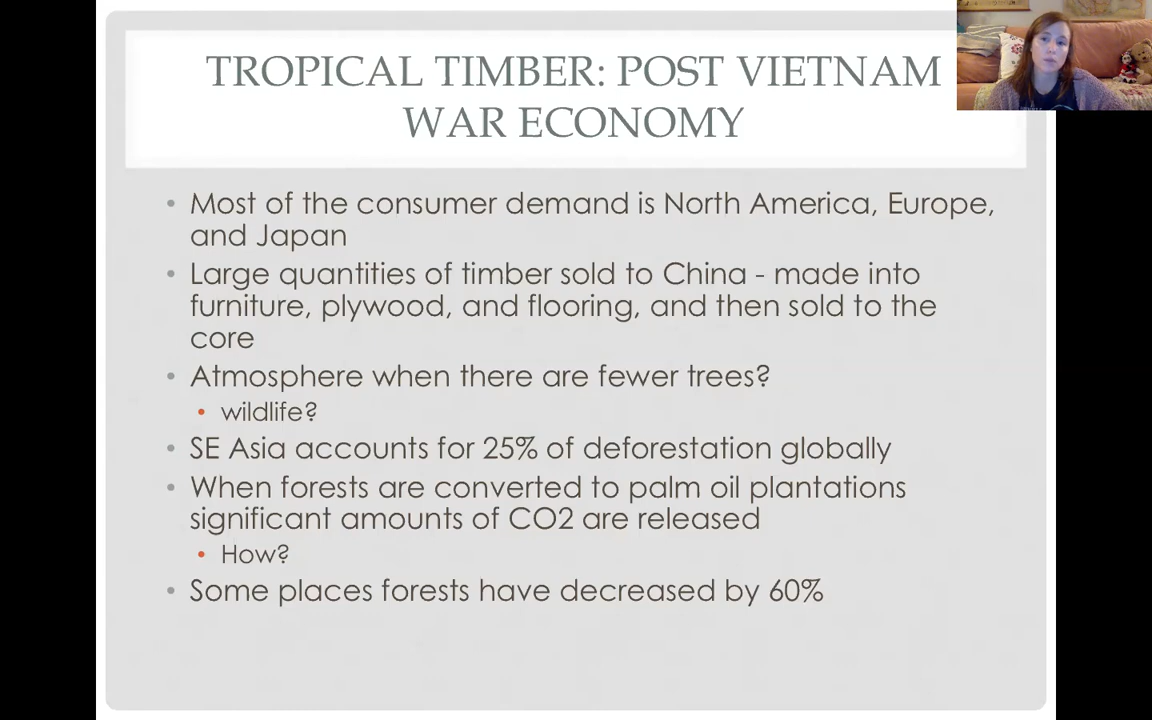 TROPICAL TIMBER: POST VIETNAM
WAR ECONOMY
• Most of the consumer demand is North America, Europe,
and Japan
• Large quantities of timber sold to China - made into
furniture, plywood, and flooring, and then sold to the
core
• Atmosphere when there are fewer trees?
• wildlife?
• SE Asia accounts for 25% of deforestation globally
• When forests are converted to palm oil plantations
significant amounts of CO2 are released
• How?
• Some places forests have decreased by 60%